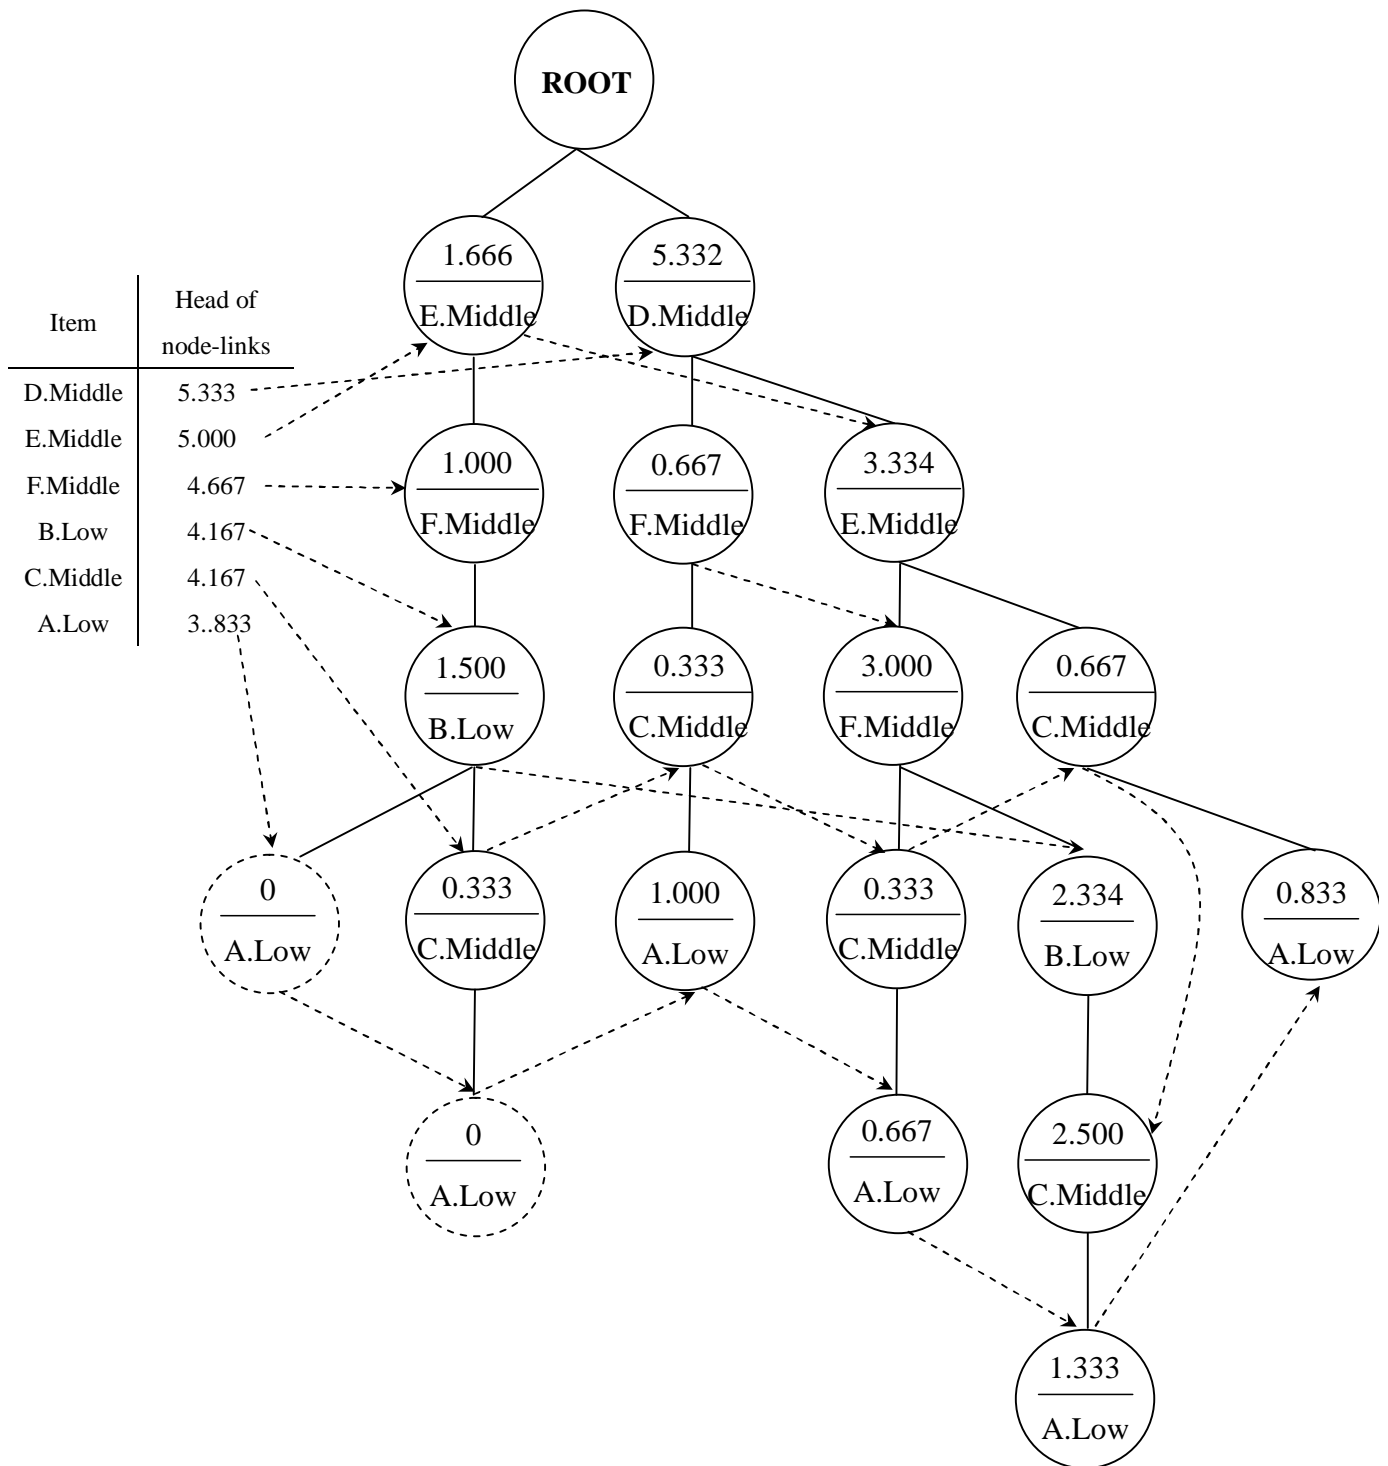 ROOT
1.666
E.Middle
5.332
D.Middle
Item
Head of
node-links
D.Middle 5.333
E.Middle 5.000
F.Middle 4.667
B.Low 4.167
C.Middle 4.167
A.Low 3..833
1.000
F.Middle
0.667
F.Middle
3.334
E.Middle
1.500
B.Low
0.333
C.Middle
3.000
F.Middle
0.667
C.Middle
0
A.Low
0.333
C.Middle
1.000
A.Low
0.333
C.Middle
2.334
B.Low
0.833
A.Low
0
A.Low
0.667
A.Low
2.500
C.Middle
1.333
A.Low